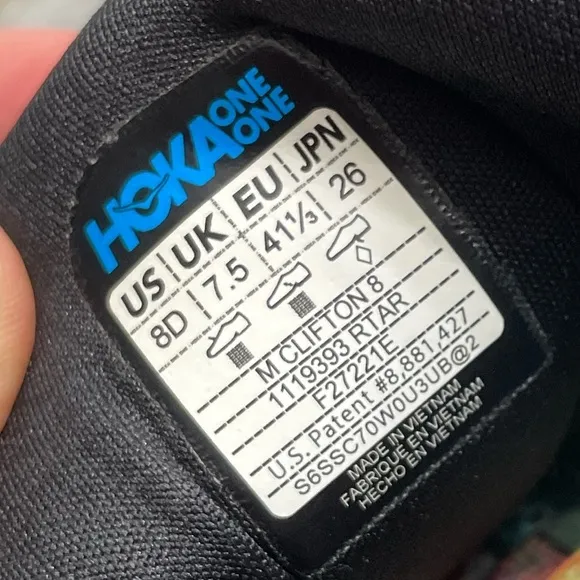 HOKA ONE ONE
US | UK | EU | JPN
8D | 7.5 | 41⅓ | 26
M CLIFTON 8
1119393 RTAR
F27221E
U.S. Patent #8,881,427
S6SSC70W0U3UB@2
MADE IN VIETNAM
FABRIQUE EN VIETNAM
HECHO EN VIETNAM